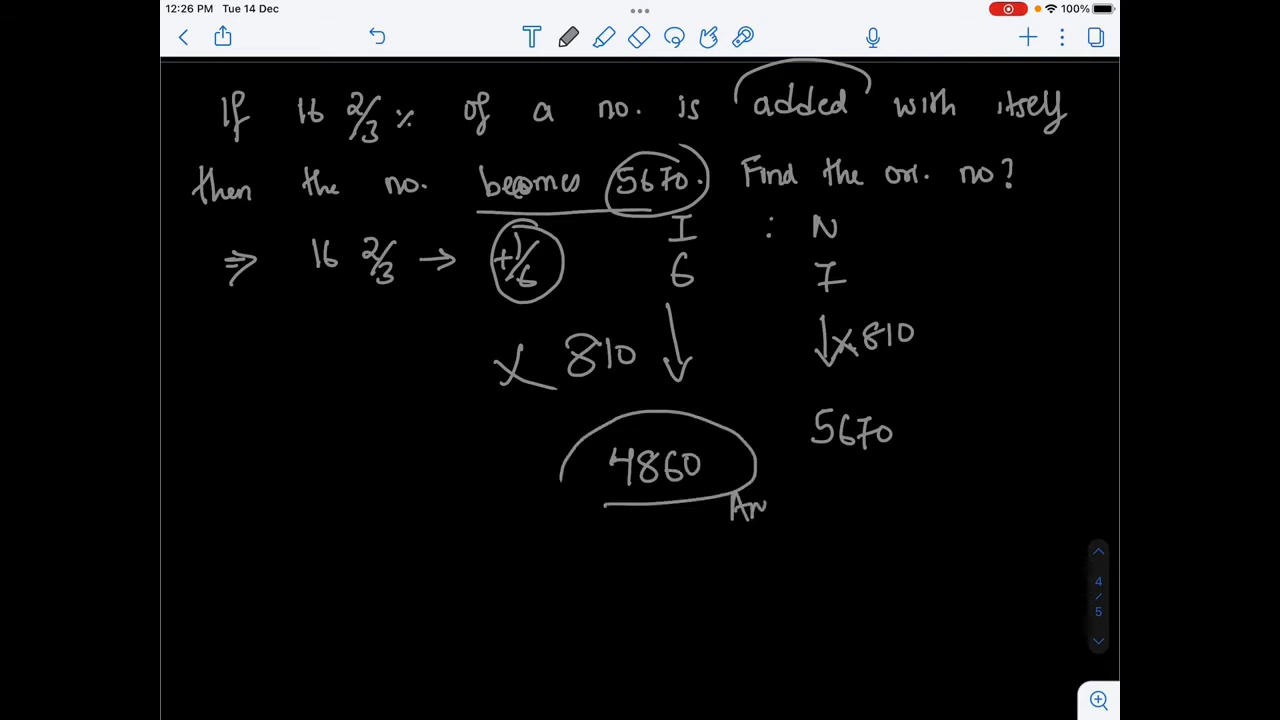 12:26 PM Tue 14 Dec
100%
If 16 2/3 % of a no. is added with itself
then the no. becomes 5670. Find the ori. no?
I : N
⇒ 16 2/3 → +1/6 6 7
× 810 ×810
4860 5670
An
4
/
5